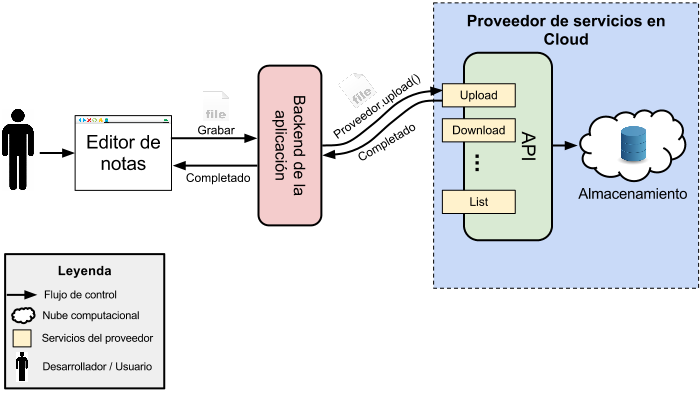 Proveedor de servicios en
Cloud
Editor de
notas
file
Grabar
Completado
Backend de la
aplicación
file
Proveedor.upload()
Completado
Upload
Download
...
List
API
Almacenamiento
Leyenda
Flujo de control
Nube computacional
Servicios del proveedor
Desarrollador / Usuario